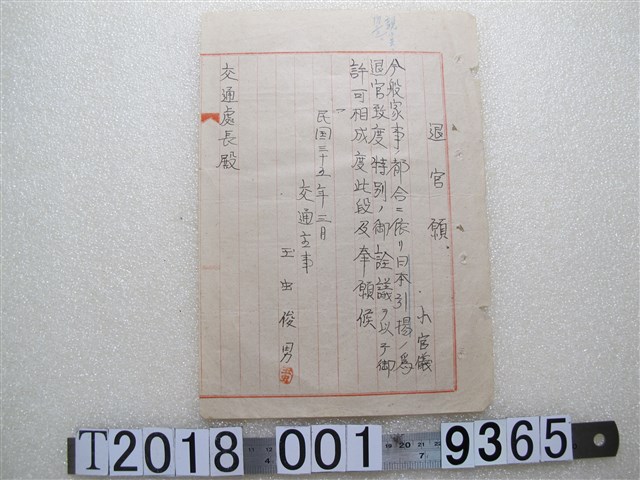 退官願
小官儀
今般家事ノ都合ニ依リ日本引揚ノ為
退官致度特別ノ御詮議ヲ以テ御
許可相成度此段及奉願候
民国三十五年三月 日
交通主事
玉虫俊男
交通處長殿
T2018 001 9365